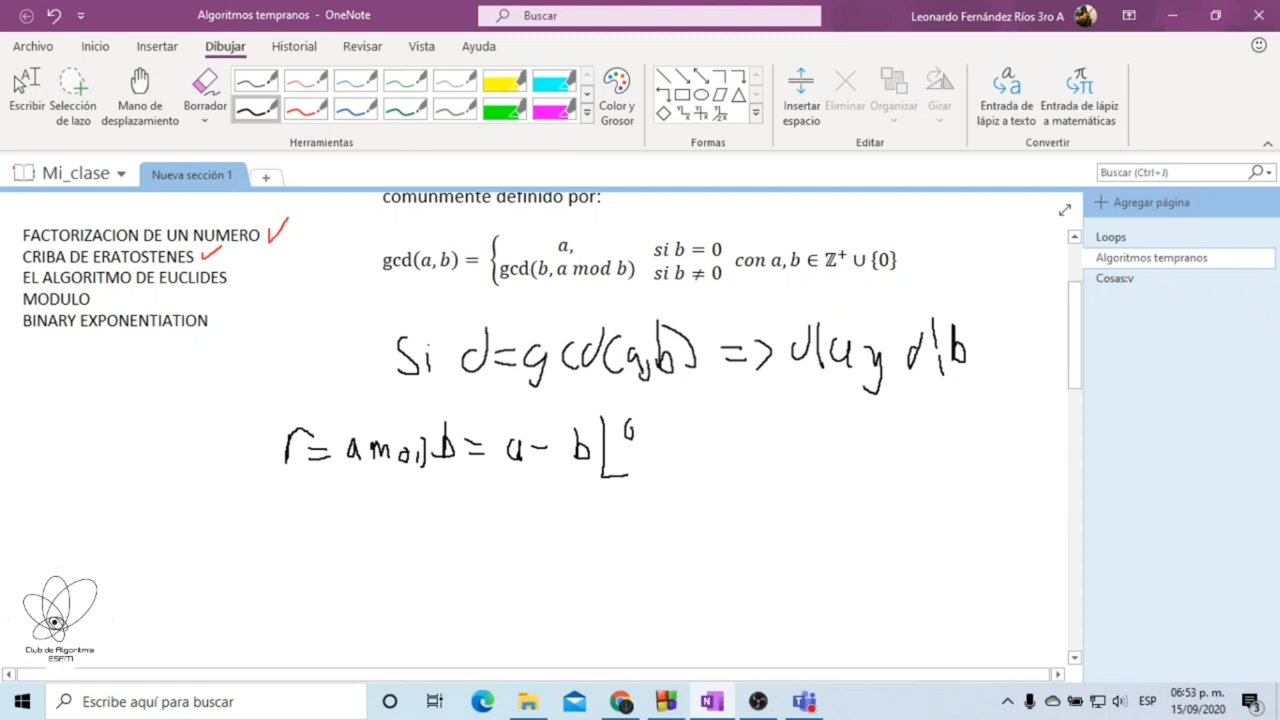 Algoritmos tempranos - OneNote
Buscar
Leonardo Fernández Ríos 3ro A
Archivo Inicio Insertar Dibujar Historial Revisar Vista Ayuda
Escribir
Selección de lazo
Mano de desplazamiento
Borrador
Color y Grosor
Insertar espacio
Eliminar
Organizar
Girar
Entrada de lápiz a texto
Entrada de lápiz a matemáticas
Herramientas Formas Editar Convertir
Mi_clase
Nueva sección 1
Buscar (Ctrl+J)
Agregar página
Loops
Algoritmos tempranos
Cosas:v
FACTORIZACION DE UN NUMERO
CRIBA DE ERATOSTENES
EL ALGORITMO DE EUCLIDES
MODULO
BINARY EXPONENTIATION
comunmente definido por:
gcd(a, b) = { a, si b = 0
gcd(b, a mod b) si b ≠ 0 con a, b ∈ ℤ⁺ ∪ {0}
Si d=gcd(a,b) => d|a y d|b
r= a mod b = a - b⌊a
Club de Algoritmia
ESFM
Escribe aquí para buscar
ESP
06:53 p. m.
15/09/2020
3